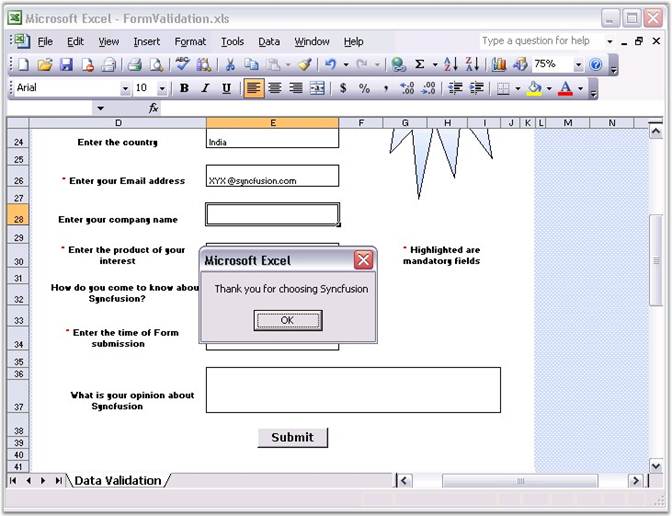 Microsoft Excel - FormValidation.xls
File Edit View Insert Format Tools Data Window Help Type a question for help
75%
Arial 10 B I U $ % , .00 .00 A
fx
D E F G H I J K L M N
24 Enter the country India
25
26 * Enter your Email address XYX @syncfusion.com
27
28 Enter your company name
29
30 * Enter the product of your interest * Highlighted are mandatory fields
31
32 How do you come to know about Syncfusion?
33
34 * Enter the time of Form submission
35
36
37 What is your opinion about Syncfusion
38 Submit
39
40
41
Microsoft Excel
Thank you for choosing Syncfusion
OK
Data Validation